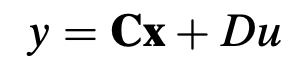 y = Cx + Du